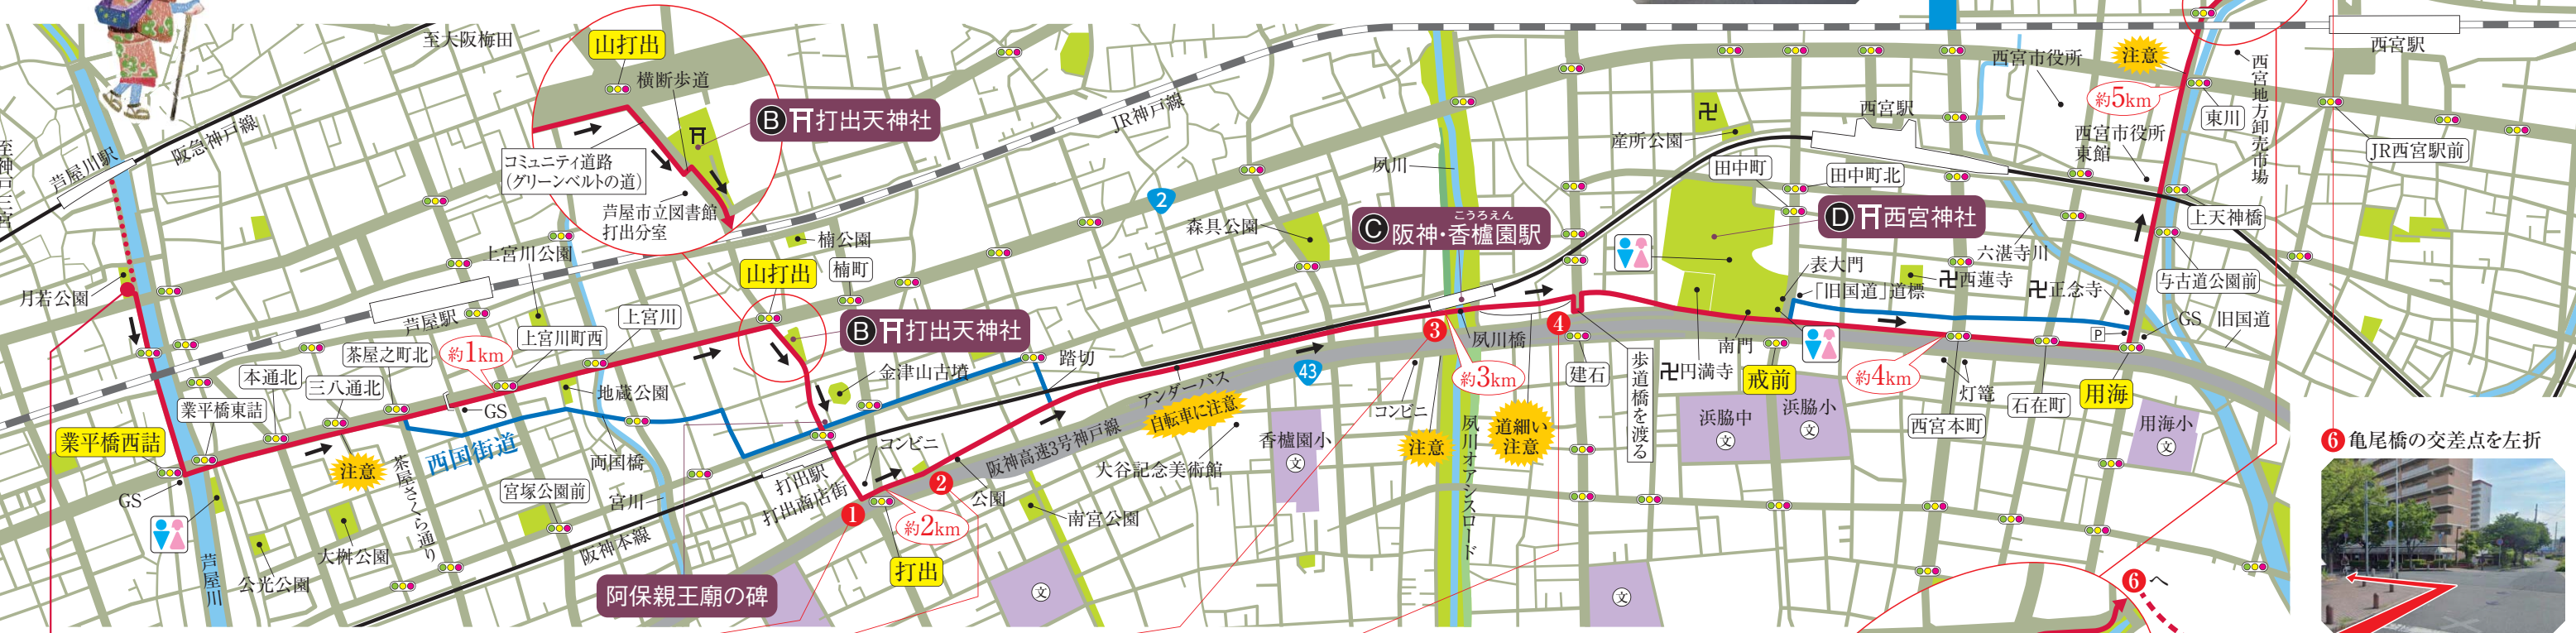 至大阪梅田
山打出
横断歩道
B 打出天神社
コミュニティ道路
(グリーンベルトの道)
芦屋市立図書館
打出分室
JR神戸線
阪急神戸線
芦屋川駅
至神戸三宮
月若公園
上宮川公園
芦屋駅
上宮川町西
上宮川
約1km
茶屋之町北
本通北
三八通北
業平橋東詰
業平橋西詰
GS
GS
注意
西国街道
茶屋さくら通り
地蔵公園
両国橋
宮川
宮塚公園前
大桝公園
公光公園
芦屋川
阪神本線
阿保親王廟の碑
楠公園
楠町
山打出
B 打出天神社
金津山古墳
踏切
コンビニ
打出駅
打出商店街
1
2
約2km
打出
公園
南宮公園
文
阪神高速3号神戸線
アンダーパス
自転車に注意
大谷記念美術館
香櫨園小
文
2
43
森具公園
夙川
こうろえん
C 阪神・香櫨園駅
3
夙川橋
約3km
コンビニ
注意
夙川オアシスロード
道細い
注意
4
建石
歩道橋を渡る
文
卍
産所公園
田中町
田中町北
西宮駅
D 西宮神社
卍円満寺
南門
表大門
「旧国道」道標
卍西蓮寺
六湛寺川
卍正念寺
戎前
浜脇中
文
浜脇小
文
約4km
西宮本町
灯篭
石在町
用海
用海小
文
P
GS
旧国道
与古道公園前
上天神橋
西宮市役所
西宮市役所
東館
注意
約5km
東川
西宮地方卸売市場
西宮駅
JR西宮駅前
6 亀尾橋の交差点を左折
6 へ